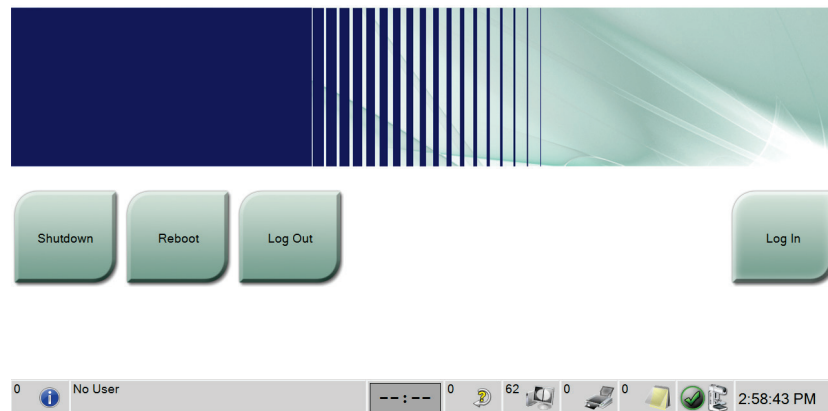 Shutdown
Reboot
Log Out
Log In
0 No User --:-- 0 62 0 0 2:58:43 PM